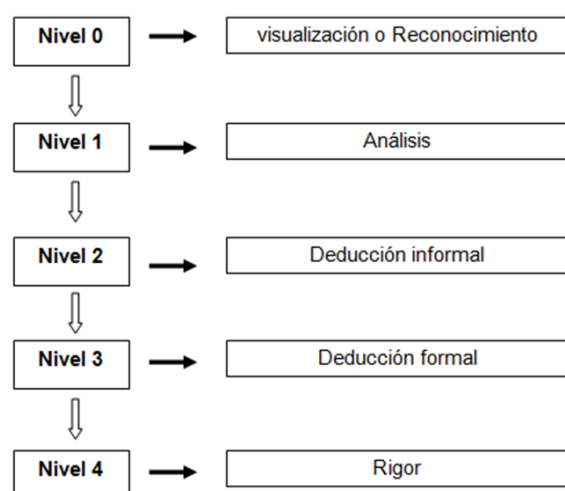 Nivel 0
visualización o Reconocimiento
Nivel 1
Análisis
Nivel 2
Deducción informal
Nivel 3
Deducción formal
Nivel 4
Rigor